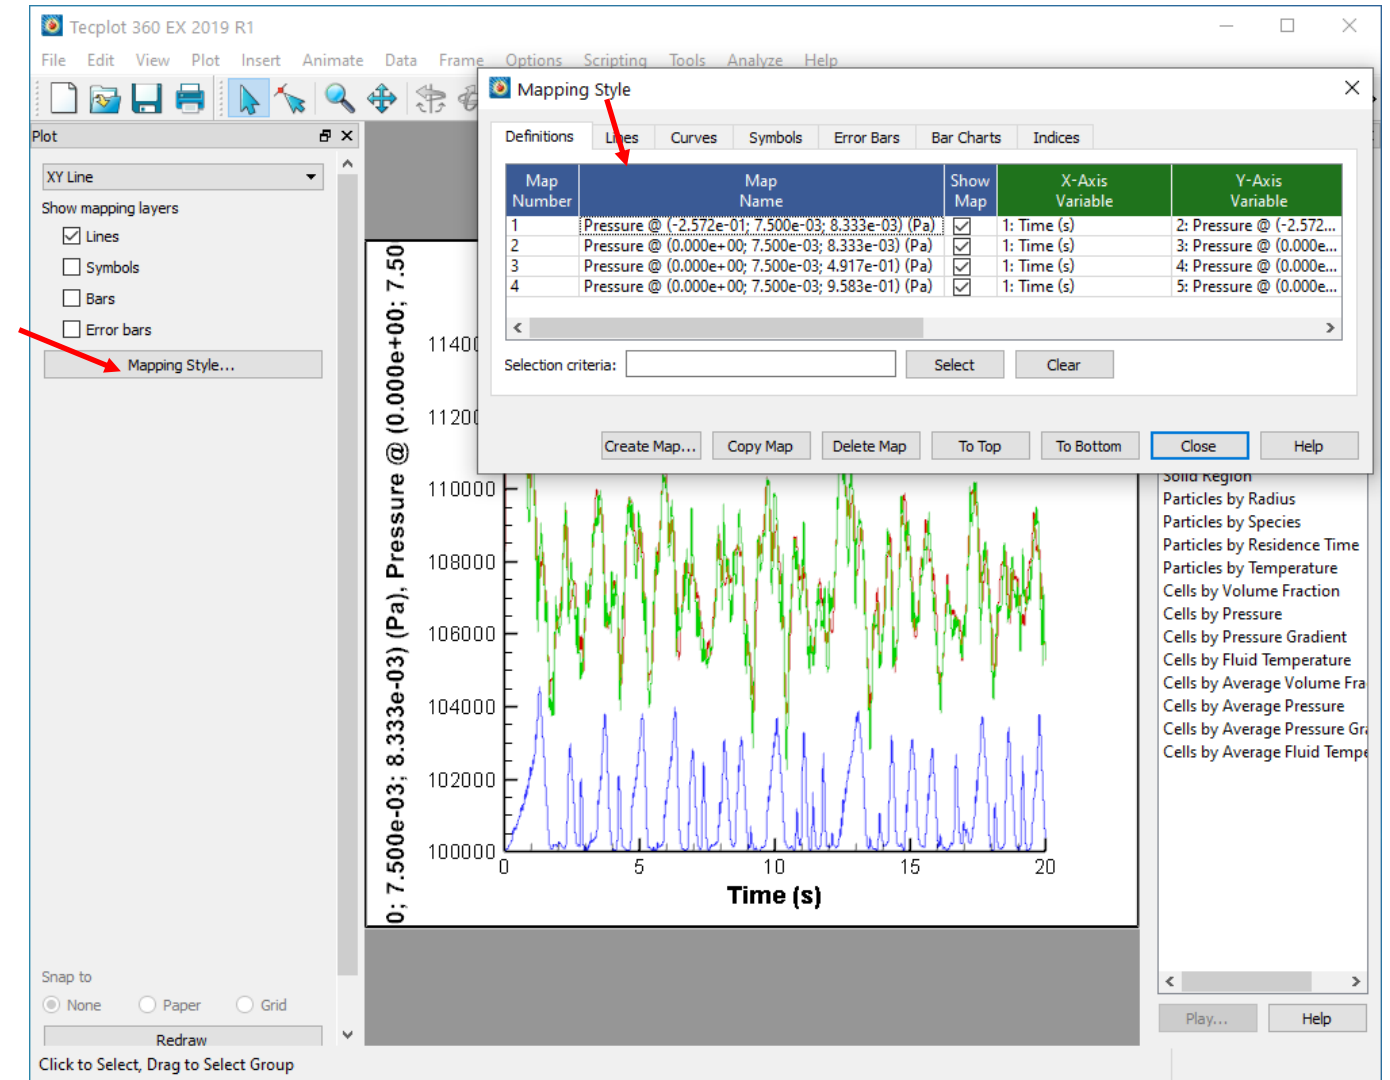 Tecplot 360 EX 2019 R1
File Edit View Plot Insert Animate Data Frame Options Scripting Tools Analyze Help
Plot
XY Line
Show mapping layers
Lines
Symbols
Bars
Error bars
Mapping Style...
Snap to
None Paper Grid
Redraw
Click to Select, Drag to Select Group
Mapping Style
Definitions Lines Curves Symbols Error Bars Bar Charts Indices
Map Number Map Name Show Map X-Axis Variable Y-Axis Variable
1 Pressure @ (-2.572e-01; 7.500e-03; 8.333e-03) (Pa) 1: Time (s) 2: Pressure @ (-2.572...
2 Pressure @ (0.000e+00; 7.500e-03; 8.333e-03) (Pa) 1: Time (s) 3: Pressure @ (0.000e...
3 Pressure @ (0.000e+00; 7.500e-03; 4.917e-01) (Pa) 1: Time (s) 4: Pressure @ (0.000e...
4 Pressure @ (0.000e+00; 7.500e-03; 9.583e-01) (Pa) 1: Time (s) 5: Pressure @ (0.000e...
Selection criteria: Select Clear
Create Map... Copy Map Delete Map To Top To Bottom Close Help
0; 7.500e-03; 8.333e-03) (Pa), Pressure @ (0.000e+00; 7.50
11400
11200
110000
108000
106000
104000
102000
100000
0 5 10 15 20
Time (s)
Solid Region
Particles by Radius
Particles by Species
Particles by Residence Time
Particles by Temperature
Cells by Volume Fraction
Cells by Pressure
Cells by Pressure Gradient
Cells by Fluid Temperature
Cells by Average Volume Fra
Cells by Average Pressure
Cells by Average Pressure Gra
Cells by Average Fluid Tempe
Play... Help